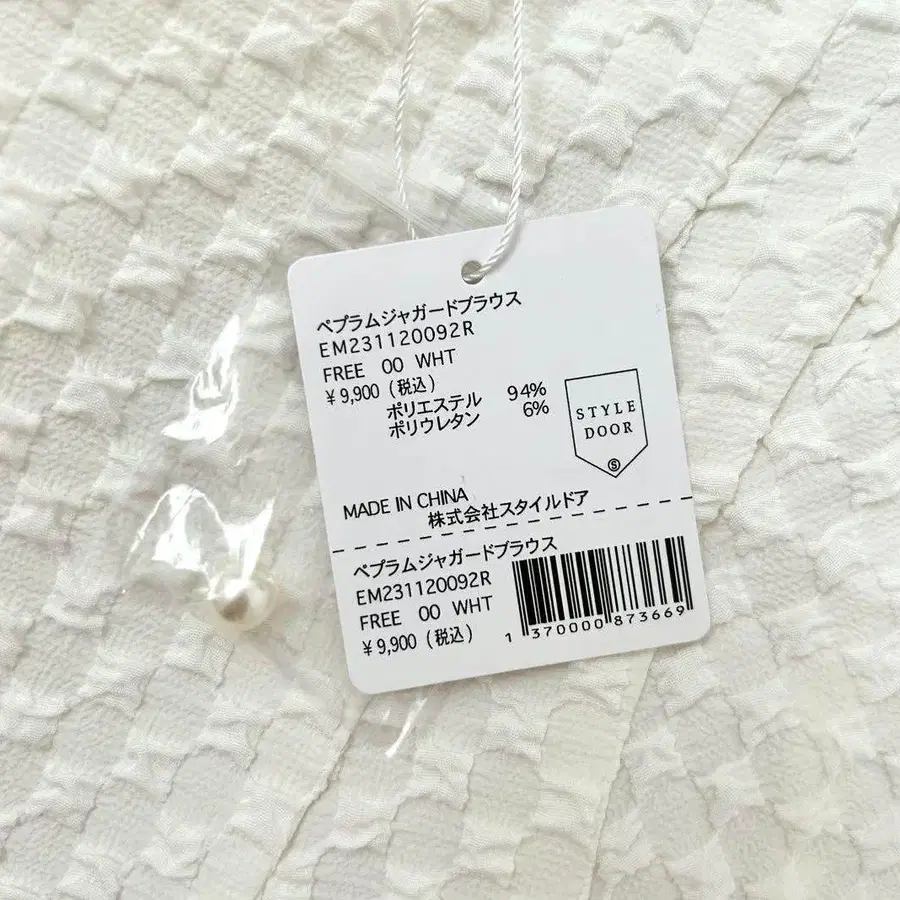 ペプラムジャガードブラウス
EM231120092R
FREE 00 WHT
¥9,900 (税込)
ポリエステル 94%
ポリウレタン 6%
STYLE
DOOR
S
MADE IN CHINA
株式会社スタイルドア
ペプラムジャガードブラウス
EM231120092R
FREE 00 WHT
¥9,900 (税込)
1 370000 873669